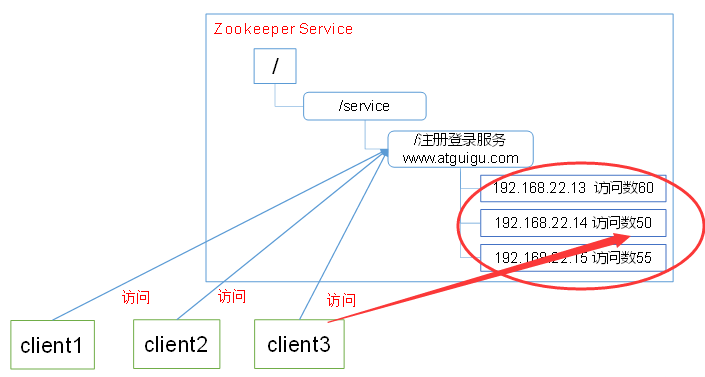 Zookeeper Service
/
/service
/注册登录服务
www.atguigu.com
192.168.22.13 访问数60
192.168.22.14 访问数50
192.168.22.15 访问数55
访问
访问
访问
client1
client2
client3